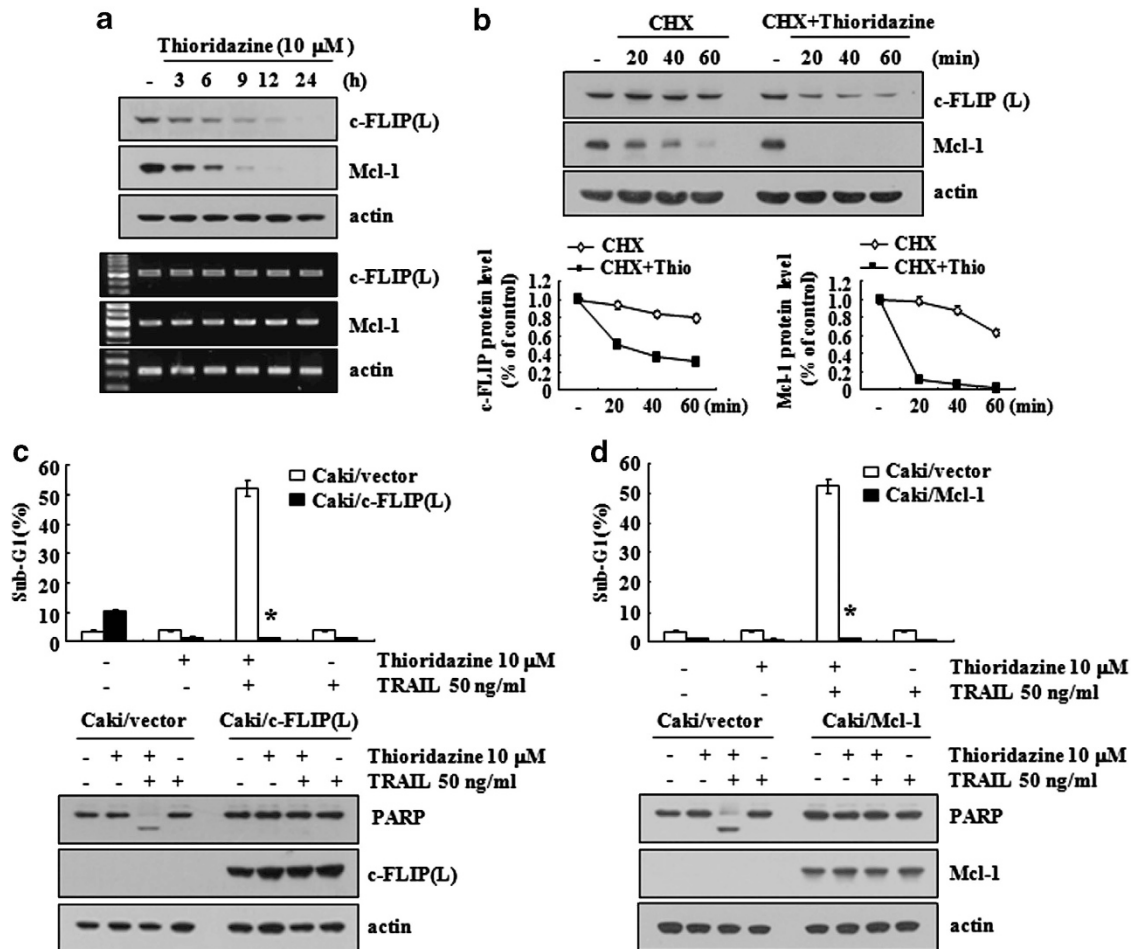 a
Thioridazine (10 µM)
- 3 6 9 12 24 (h)
c-FLIP(L)
Mcl-1
actin
c-FLIP(L)
Mcl-1
actin
b
CHX CHX+Thioridazine
- 20 40 60 - 20 40 60 (min)
c-FLIP (L)
Mcl-1
actin
CHX
CHX+Thio
c-FLIP protein level
(% of control)
1.2
1.0
0.8
0.6
0.4
0.2
0
- 20 40 60 (min)
CHX
CHX+Thio
Mcl-1 protein level
(% of control)
1.2
1.0
0.8
0.6
0.4
0.2
0
- 20 40 60 (min)
c
Caki/vector
Caki/c-FLIP(L)
Sub-G1(%)
60
50
40
30
20
10
0
*
- + + - Thioridazine 10 µM
- - + + TRAIL 50 ng/ml
Caki/vector Caki/c-FLIP(L)
- + + - - + + - Thioridazine 10 µM
- - + + - - + + TRAIL 50 ng/ml
PARP
c-FLIP(L)
actin
d
Caki/vector
Caki/Mcl-1
Sub-G1(%)
60
50
40
30
20
10
0
*
- + + - Thioridazine 10 µM
- - + + TRAIL 50 ng/ml
Caki/vector Caki/Mcl-1
- + + - - + + - Thioridazine 10 µM
- - + + - - + + TRAIL 50 ng/ml
PARP
Mcl-1
actin